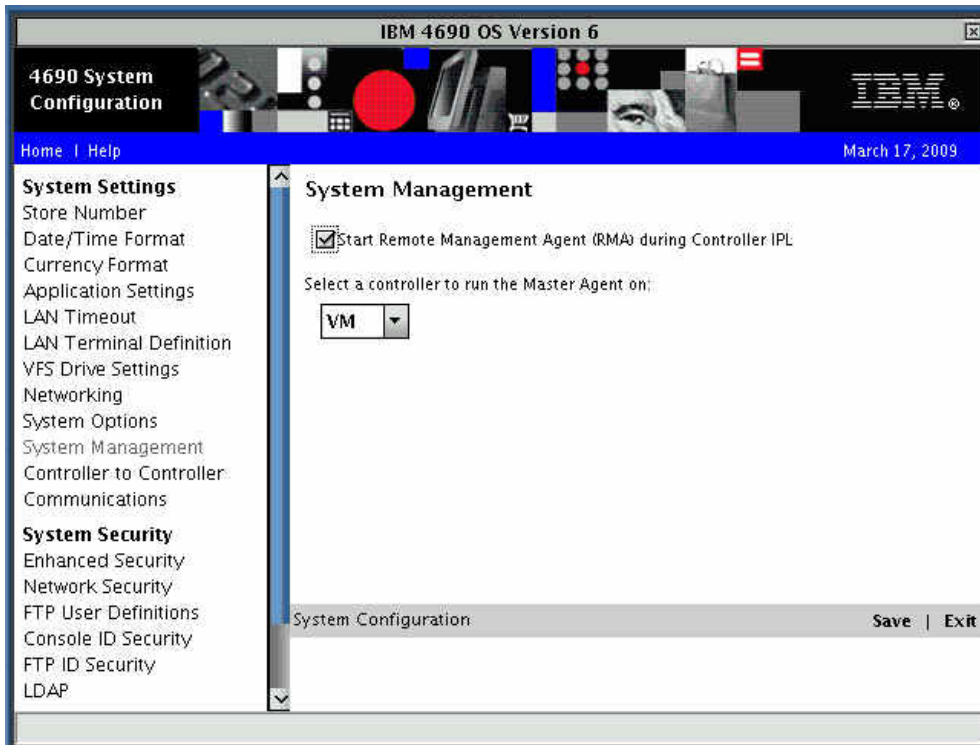 IBM 4690 OS Version 6
4690 System
Configuration
IBM®
Home | Help
March 17, 2009
System Settings
Store Number
Date/Time Format
Currency Format
Application Settings
LAN Timeout
LAN Terminal Definition
VFS Drive Settings
Networking
System Options
System Management
Controller to Controller
Communications
System Security
Enhanced Security
Network Security
FTP User Definitions
Console ID Security
FTP ID Security
LDAP
System Management
Start Remote Management Agent (RMA) during Controller IPL
Select a controller to run the Master Agent on:
VM
System Configuration
Save | Exit